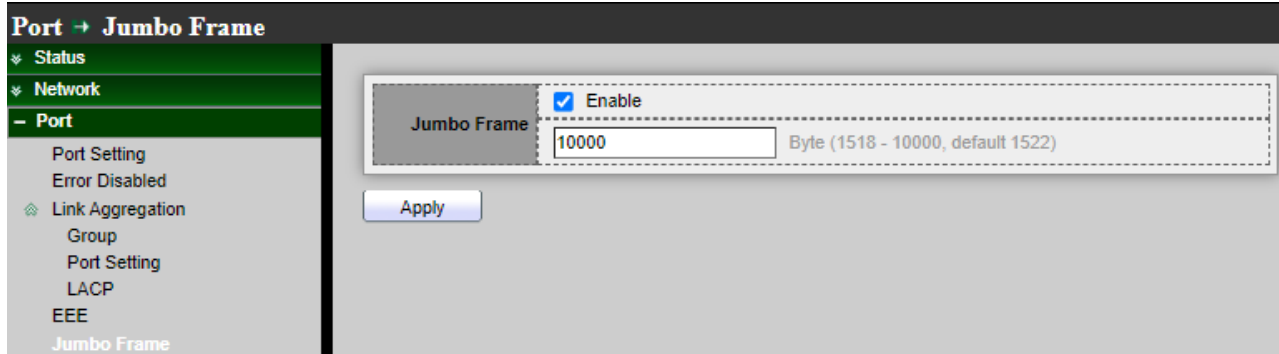 Port → Jumbo Frame
Status
Network
Port
Port Setting
Error Disabled
Link Aggregation
Group
Port Setting
LACP
EEE
Jumbo Frame
Jumbo Frame
Enable
10000
Byte (1518 - 10000, default 1522)
Apply